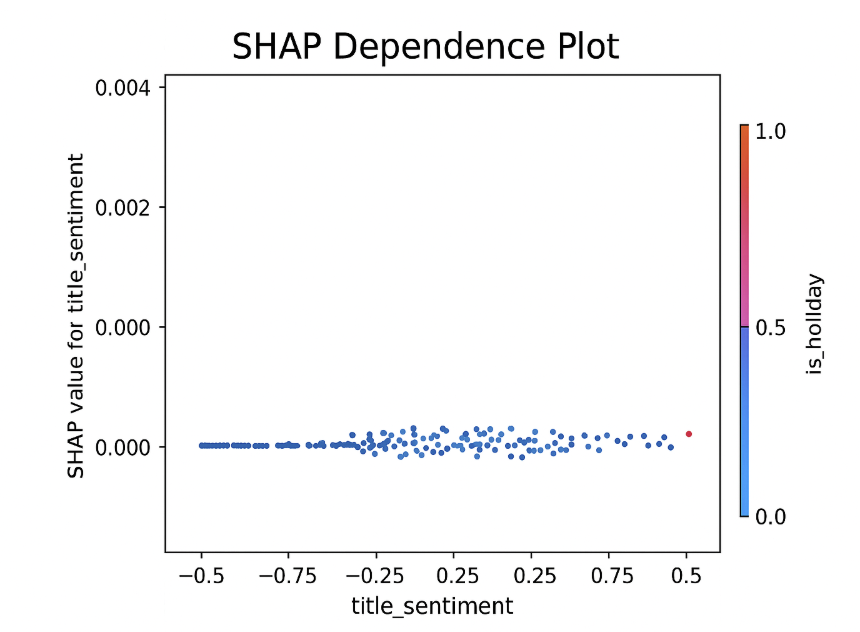 SHAP Dependence Plot
0.004
0.002
0.000
0.000
SHAP value for title_sentiment
−0.5 −0.75 −0.25 0.25 0.25 0.75 0.5
title_sentiment
1.0
0.5
0.0
is_hollday